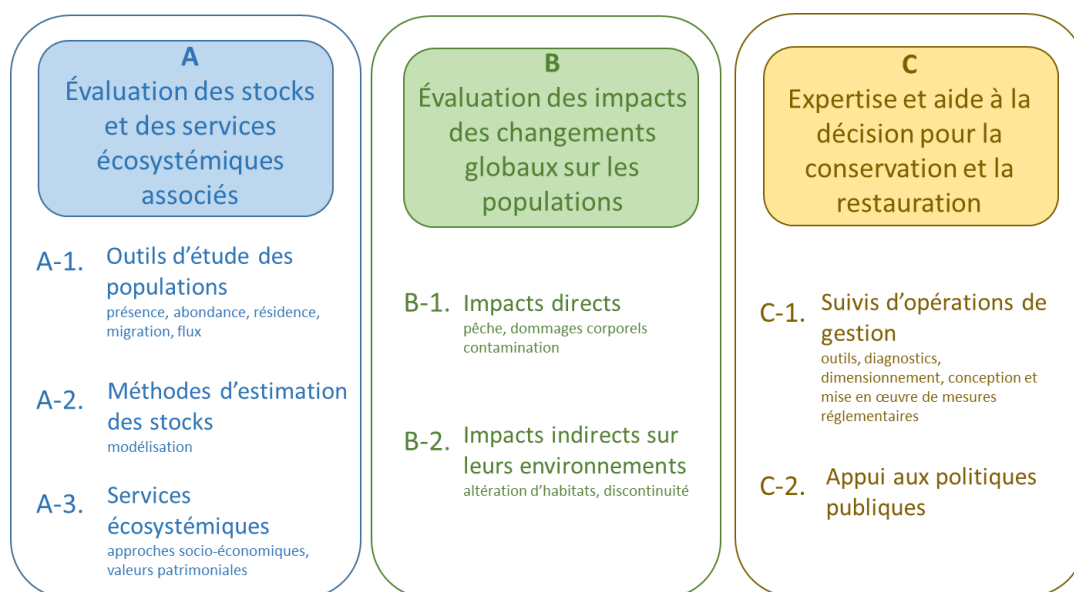 A
Évaluation des stocks
et des services
écosystémiques
associés
A-1.
Outils d’étude des
populations
présence, abondance, résidence,
migration, flux
A-2.
Méthodes d’estimation
des stocks
modélisation
A-3.
Services
écosystémiques
approches socio-économiques,
valeurs patrimoniales
B
Évaluation des impacts
des changements
globaux sur les
populations
B-1.
Impacts directs
pêche, dommages corporels
contamination
B-2.
Impacts indirects sur
leurs environnements
altération d’habitats, discontinuité
C
Expertise et aide à la
décision pour la
conservation et la
restauration
C-1.
Suivis d’opérations de
gestion
outils, diagnostics,
dimensionnement, conception et
mise en œuvre de mesures
réglementaires
C-2.
Appui aux politiques
publiques